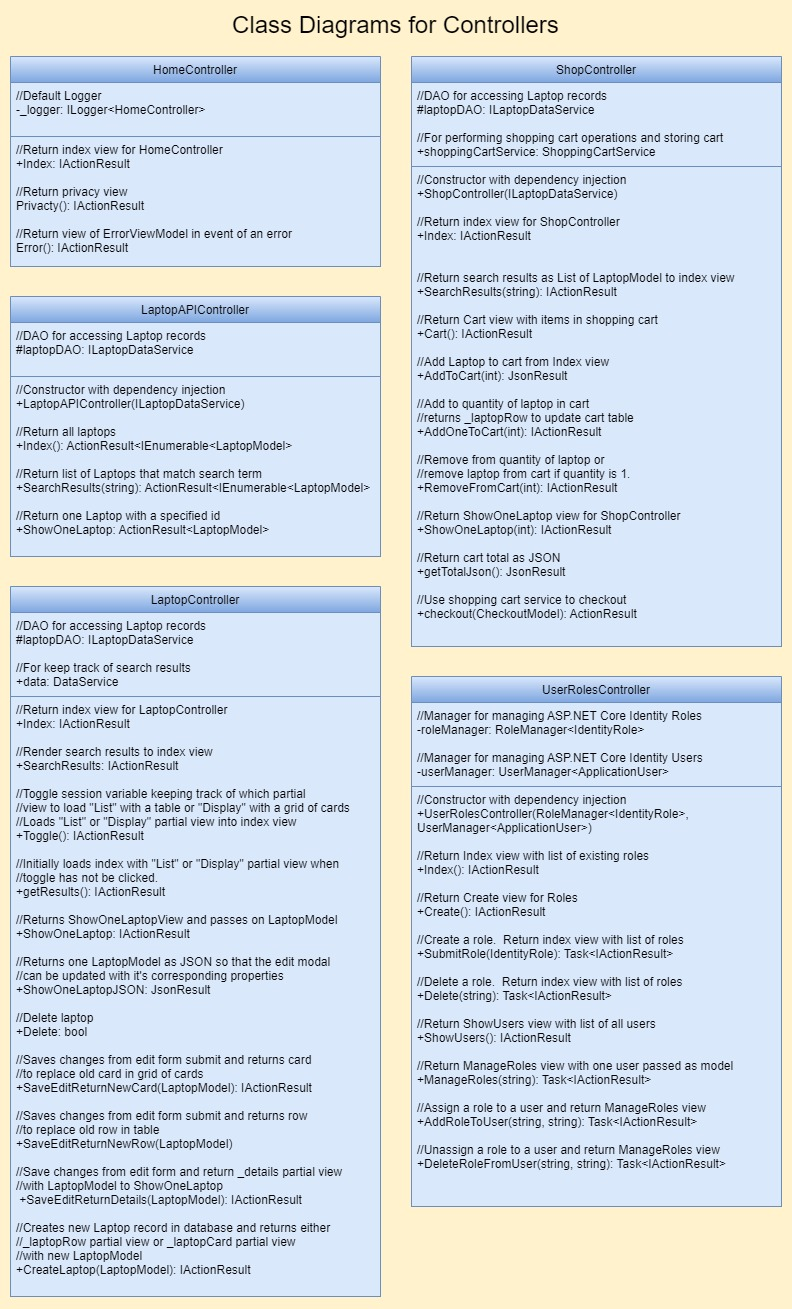 Class Diagrams for Controllers
HomeController
//Default Logger
-_logger: ILogger<HomeController>
//Return index view for HomeController
+Index: IActionResult
//Return privacy view
Privacty(): IActionResult
//Return view of ErrorViewModel in event of an error
Error(): IActionResult
LaptopAPIController
//DAO for accessing Laptop records
#laptopDAO: ILaptopDataService
//Constructor with dependency injection
+LaptopAPIController(ILaptopDataService)
//Return all laptops
+Index(): ActionResult<IEnumerable<LaptopModel>
//Return list of Laptops that match search term
+SearchResults(string): ActionResult<IEnumerable<LaptopModel>
//Return one Laptop with a specified id
+ShowOneLaptop: ActionResult<LaptopModel>
LaptopController
//DAO for accessing Laptop records
#laptopDAO: ILaptopDataService
//For keep track of search results
+data: DataService
//Return index view for LaptopController
+Index: IActionResult
//Render search results to index view
+SearchResults: IActionResult
//Toggle session variable keeping track of which partial
//view to load "List" with a table or "Display" with a grid of cards
//Loads "List" or "Display" partial view into index view
+Toggle(): IActionResult
//Initially loads index with "List" or "Display" partial view when
//toggle has not be clicked.
+getResults(): IActionResult
//Returns ShowOneLaptopView and passes on LaptopModel
+ShowOneLaptop: IActionResult
//Returns one LaptopModel as JSON so that the edit modal
//can be updated with it's corresponding properties
+ShowOneLaptopJSON: JsonResult
//Delete laptop
+Delete: bool
//Saves changes from edit form submit and returns card
//to replace old card in grid of cards
+SaveEditReturnNewCard(LaptopModel): IActionResult
//Saves changes from edit form submit and returns row
//to replace old row in table
+SaveEditReturnNewRow(LaptopModel)
//Save changes from edit form and return _details partial view
//with LaptopModel to ShowOneLaptop
+SaveEditReturnDetails(LaptopModel): IActionResult
//Creates new Laptop record in database and returns either
//_laptopRow partial view or _laptopCard partial view
//with new LaptopModel
+CreateLaptop(LaptopModel): IActionResult
ShopController
//DAO for accessing Laptop records
#laptopDAO: ILaptopDataService
//For performing shopping cart operations and storing cart
+shoppingCartService: ShoppingCartService
//Constructor with dependency injection
+ShopController(ILaptopDataService)
//Return index view for ShopController
+Index: IActionResult
//Return search results as List of LaptopModel to index view
+SearchResults(string): IActionResult
//Return Cart view with items in shopping cart
+Cart(): IActionResult
//Add Laptop to cart from Index view
+AddToCart(int): JsonResult
//Add to quantity of laptop in cart
//returns _laptopRow to update cart table
+AddOneToCart(int): IActionResult
//Remove from quantity of laptop or
//remove laptop from cart if quantity is 1.
+RemoveFromCart(int): IActionResult
//Return ShowOneLaptop view for ShopController
+ShowOneLaptop(int): IActionResult
//Return cart total as JSON
+getTotalJson(): JsonResult
//Use shopping cart service to checkout
+checkout(CheckoutModel): ActionResult
UserRolesController
//Manager for managing ASP.NET Core Identity Roles
-roleManager: RoleManager<IdentityRole>
//Manager for managing ASP.NET Core Identity Users
-userManager: UserManager<ApplicationUser>
//Constructor with dependency injection
+UserRolesController(RoleManager<IdentityRole>,
UserManager<ApplicationUser>)
//Return Index view with list of existing roles
+Index(): IActionResult
//Return Create view for Roles
+Create(): IActionResult
//Create a role.  Return index view with list of roles
+SubmitRole(IdentityRole): Task<IActionResult>
//Delete a role.  Return index view with list of roles
+Delete(string): Task<IActionResult>
//Return ShowUsers view with list of all users
+ShowUsers(): IActionResult
//Return ManageRoles view with one user passed as model
+ManageRoles(string): Task<IActionResult>
//Assign a role to a user and return ManageRoles view
+AddRoleToUser(string, string): Task<IActionResult>
//Unassign a role to a user and return ManageRoles view
+DeleteRoleFromUser(string, string): Task<IActionResult>